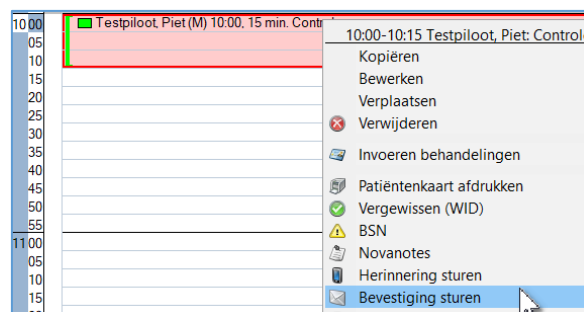 10 00
Testpiloot, Piet (M) 10:00, 15 min.
10:00-10:15 Testpiloot, Piet:
05
Kopiëren
10
Bewerken
15
Verplaatsen
20
25
Verwijderen
30
35
Invoeren behandelingen
40
45
Patiëntenkaart afdrukken
50
Vergewissen (WID)
55
BSN
11 00
05
Novanotes
10
Herinnering sturen
15
Bevestiging sturen